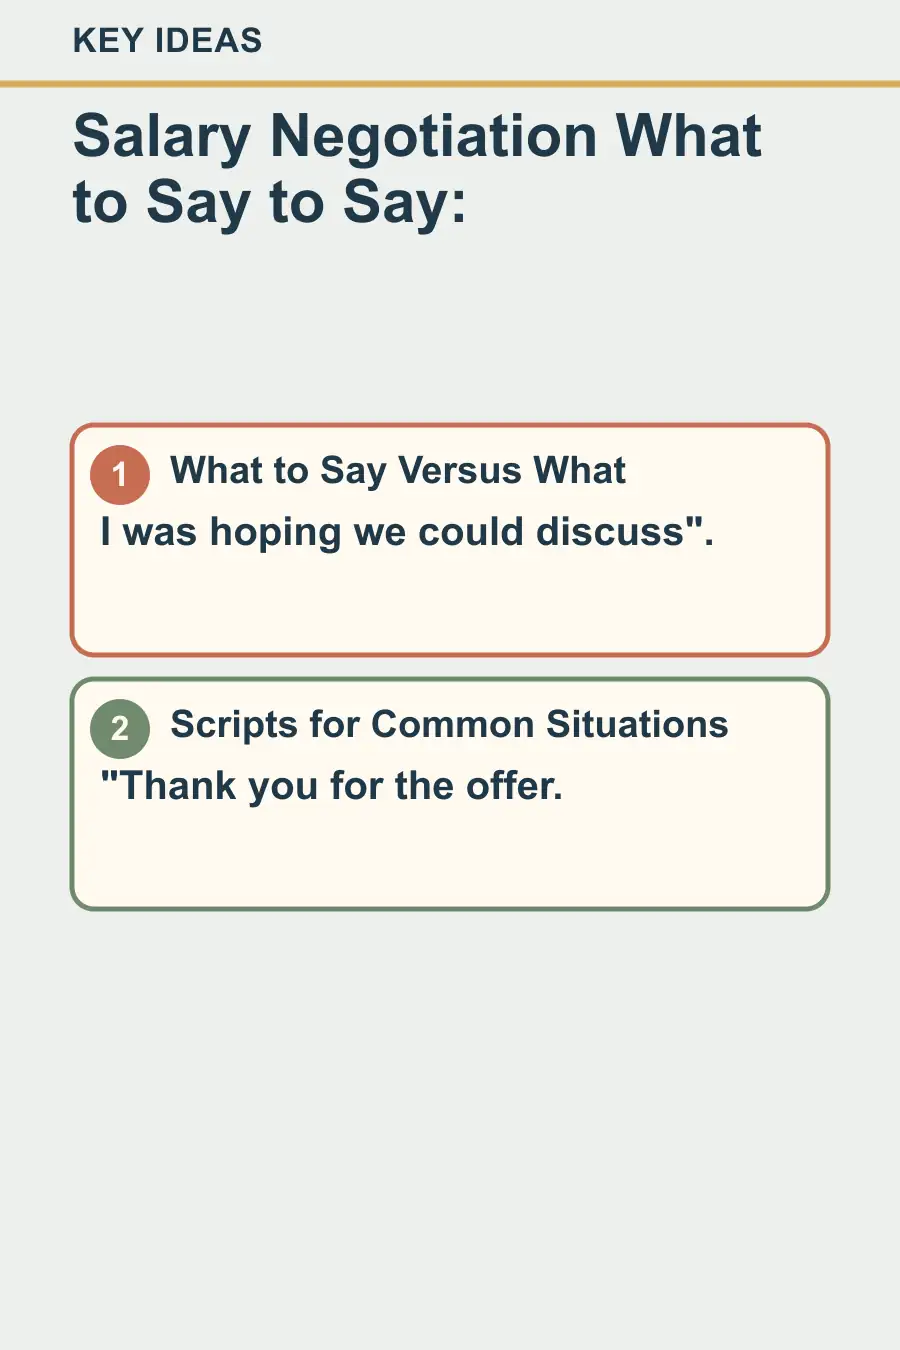 KEY IDEAS
Salary Negotiation What
to Say to Say:
1 What to Say Versus What
I was hoping we could discuss".
2 Scripts for Common Situations
"Thank you for the offer.